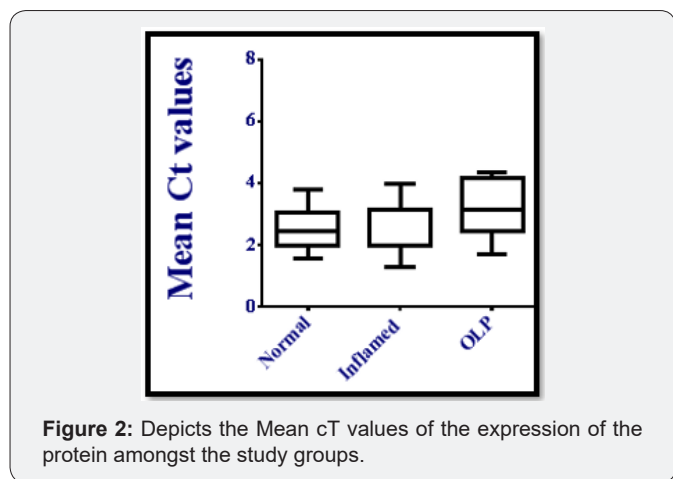 Mean Ct values
8
6
4
2
0
Normal
Inflamed
OLP
Figure 2: Depicts the Mean cT values of the expression of the
protein amongst the study groups.